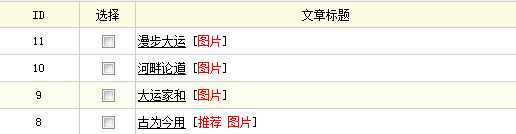 ID 选择 文章标题
11 漫步大运 [图片]
10 河畔论道 [图片]
9 大运家和 [图片]
8 古为今用 [推荐 图片]